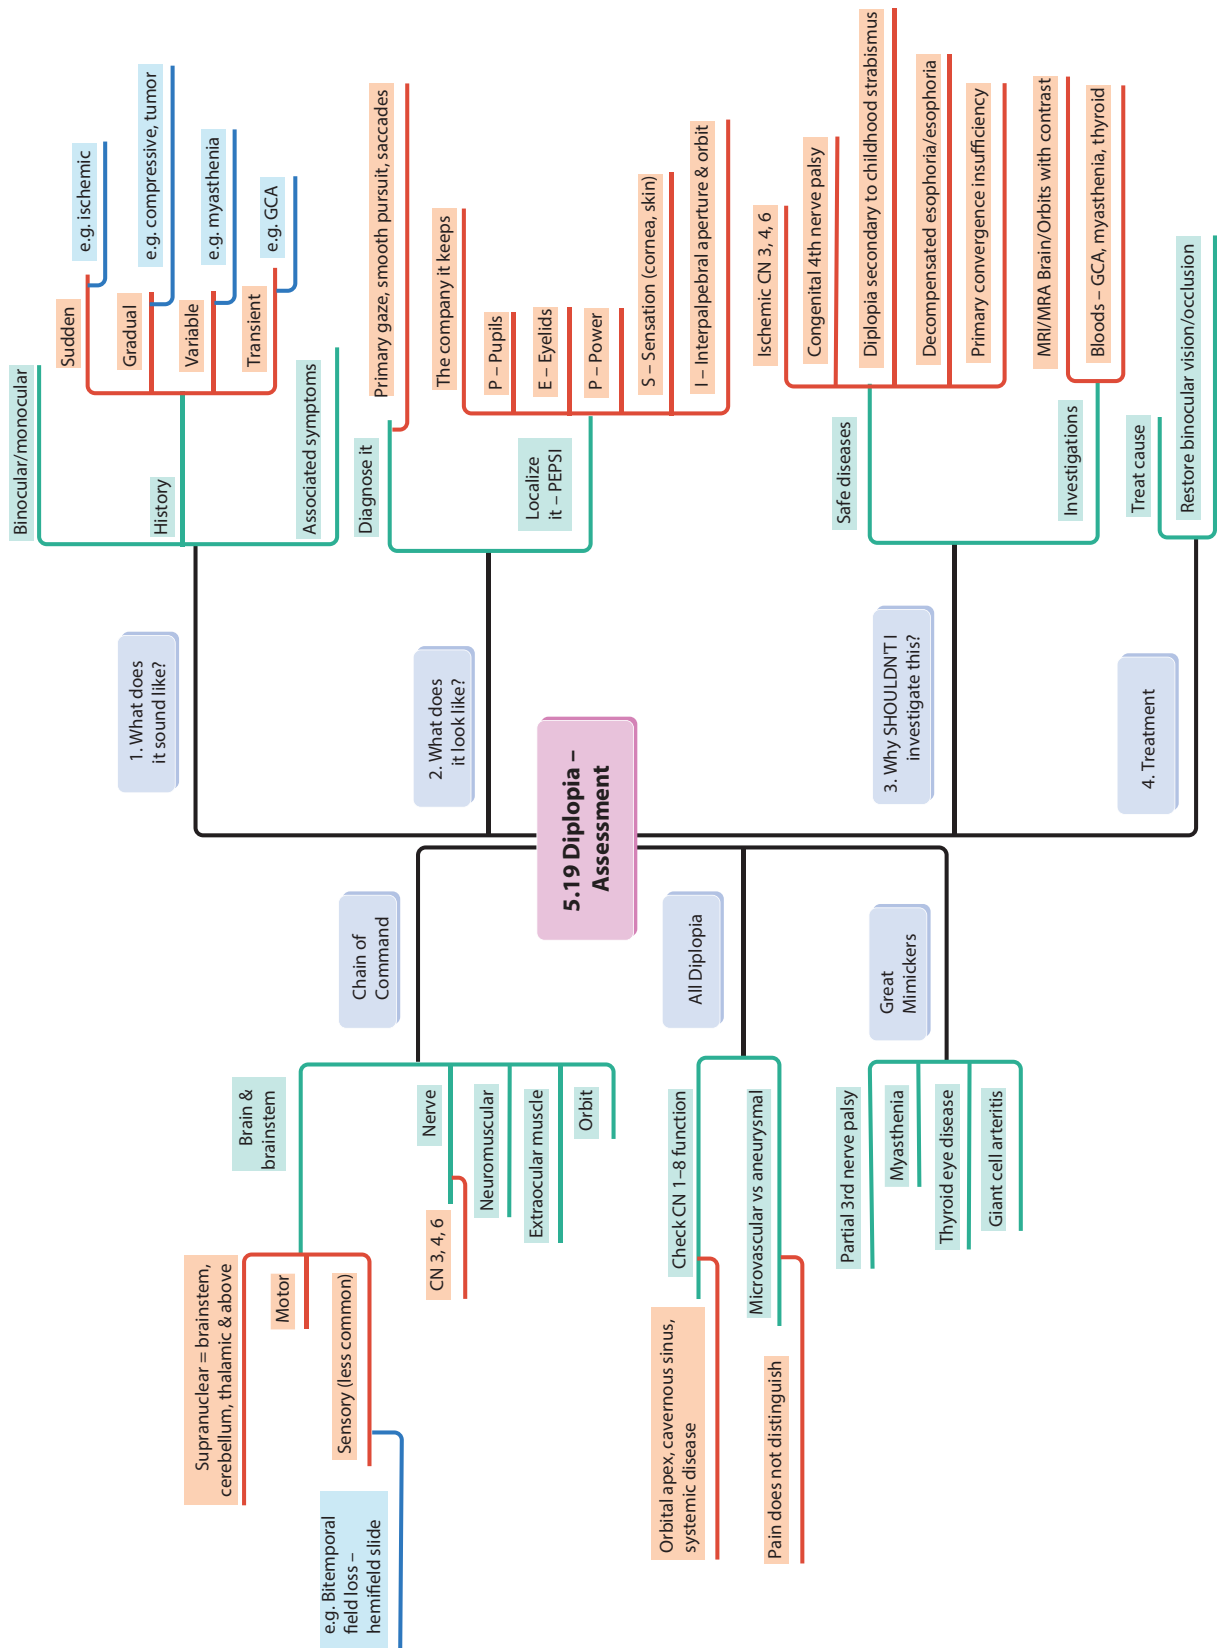 5.19 Diplopia –
Assessment
1. What does
it sound like?
Binocular/monocular
History
Sudden
e.g. ischemic
Gradual
e.g. compressive, tumor
Variable
e.g. myasthenia
Transient
e.g. GCA
Associated symptoms
2. What does
it look like?
Diagnose it
Primary gaze, smooth pursuit, saccades
Localize
it – PEPSI
The company it keeps
P – Pupils
E – Eyelids
P – Power
S – Sensation (cornea, skin)
I – Interpalpebral aperture & orbit
3. Why SHOULDN'T I
investigate this?
Safe diseases
Ischemic CN 3, 4, 6
Congenital 4th nerve palsy
Diplopia secondary to childhood strabismus
Decompensated esophoria/esophoria
Primary convergence insufficiency
Investigations
MRI/MRA Brain/Orbits with contrast
Bloods – GCA, myasthenia, thyroid
4. Treatment
Treat cause
Restore binocular vision/occlusion
Chain of
Command
Brain &
brainstem
Supranuclear = brainstem,
cerebellum, thalamic & above
Motor
Sensory (less common)
e.g. Bitemporal
field loss –
hemifield slide
Nerve
CN 3, 4, 6
Neuromuscular
Extraocular muscle
Orbit
All Diplopia
Check CN 1–8 function
Orbital apex, cavernous sinus,
systemic disease
Microvascular vs aneurysmal
Pain does not distinguish
Great
Mimickers
Partial 3rd nerve palsy
Myasthenia
Thyroid eye disease
Giant cell arteritis